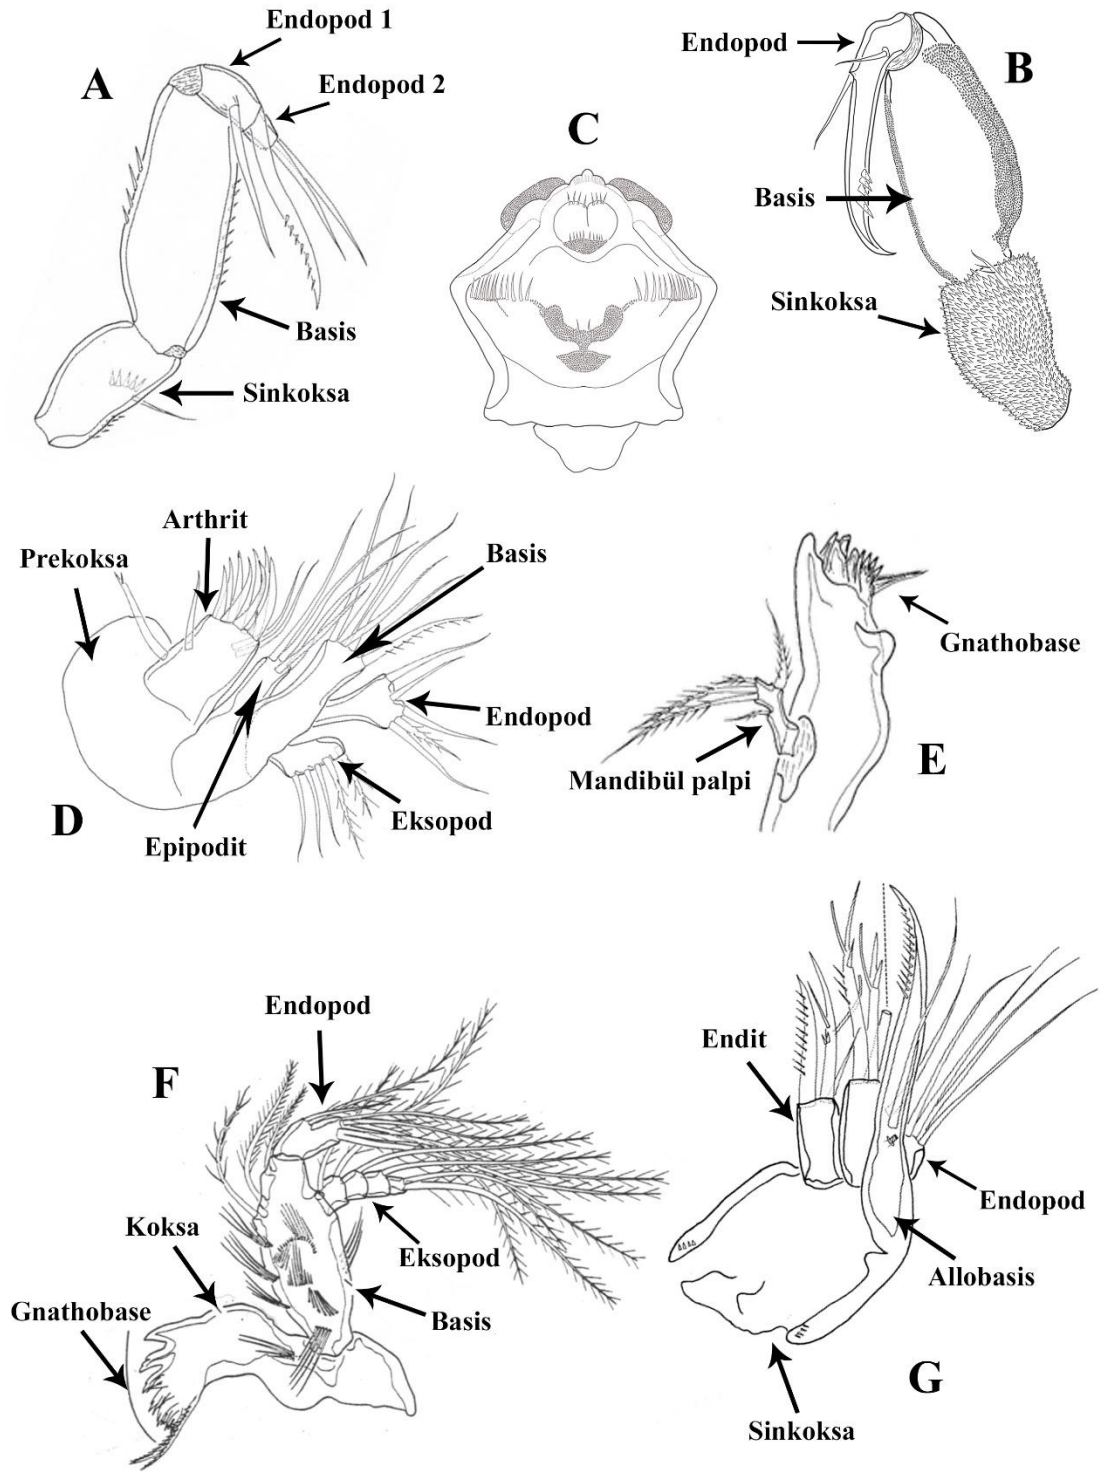 Endopod 1
A
Endopod 2
Basis
Sinkoksa
C
Endopod
B
Basis
Sinkoksa
Arthrit
Prekoksa
Basis
Endopod
Eksopod
D
Epipodit
Gnathobase
E
Mandibül palpi
Endopod
F
Koksa
Eksopod
Gnathobase
Basis
Endit
Endopod
Allobasis
G
Sinkoksa